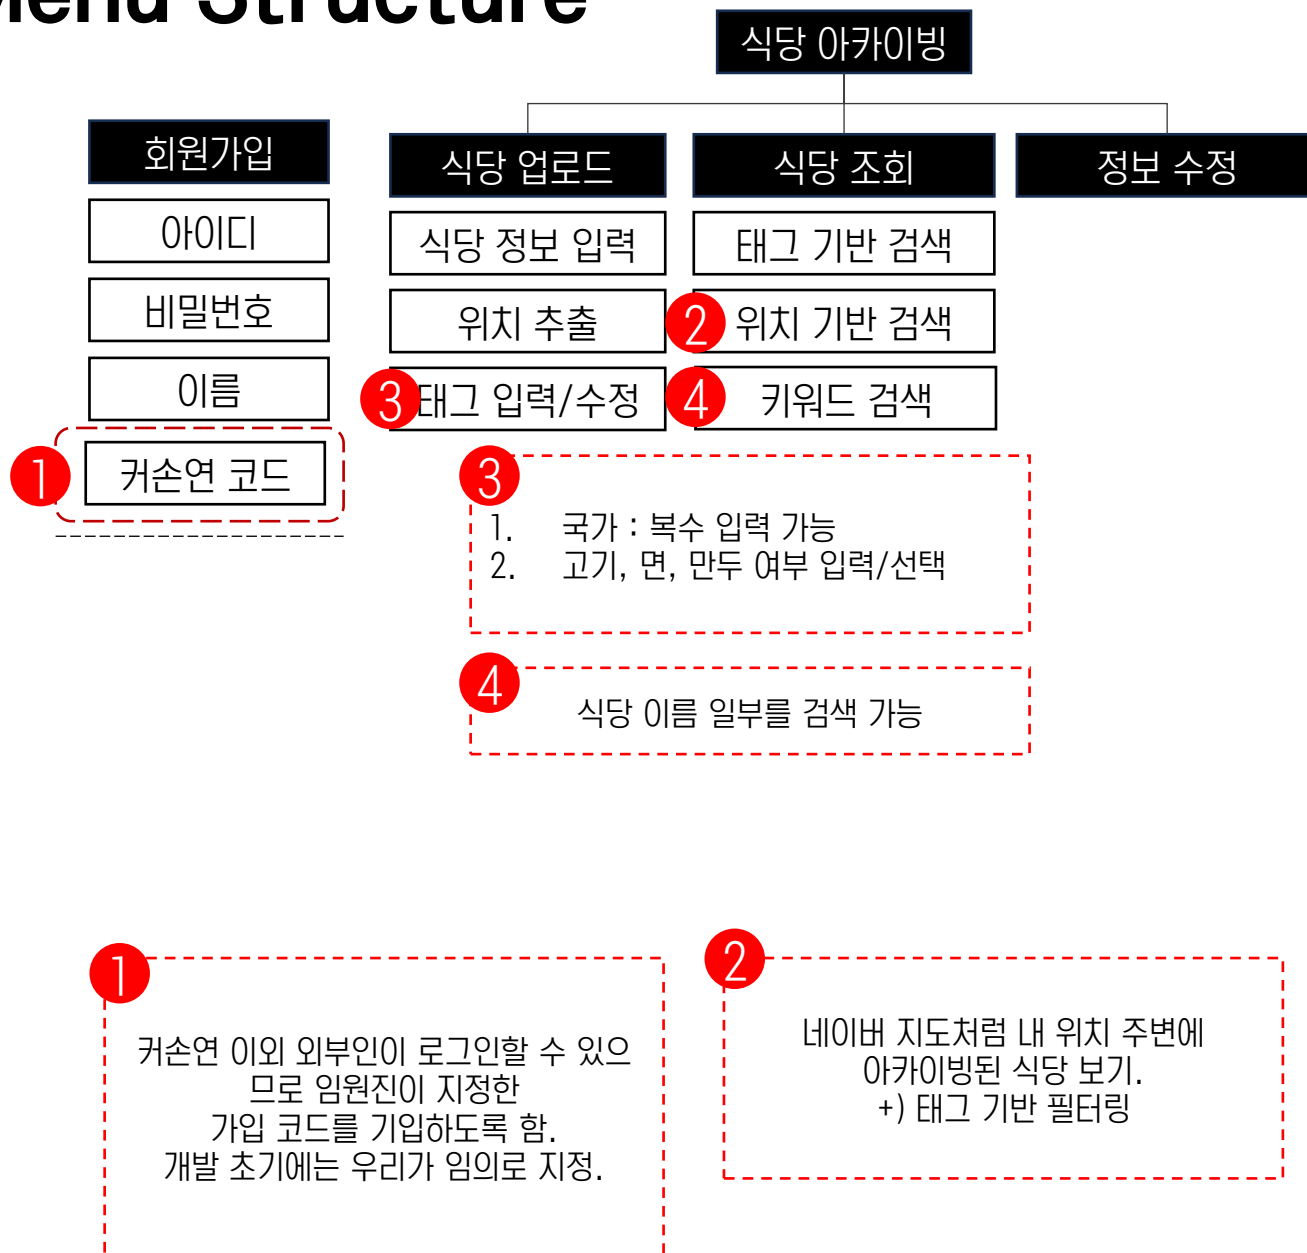 Menu Structure
식당 아카이빙
회원가입
아이디
비밀번호
이름
1 커손연 코드
식당 업로드
식당 정보 입력
위치 추출
3 태그 입력/수정
식당 조회
태그 기반 검색
2 위치 기반 검색
4 키워드 검색
정보 수정
3
1. 국가 : 복수 입력 가능
2. 고기, 면, 만두 여부 입력/선택
4
식당 이름 일부를 검색 가능
1
커손연 이외 외부인이 로그인할 수 있으
므로 임원진이 지정한
가입 코드를 기입하도록 함.
개발 초기에는 우리가 임의로 지정.
2
네이버 지도처럼 내 위치 주변에
아카이빙된 식당 보기.
+) 태그 기반 필터링